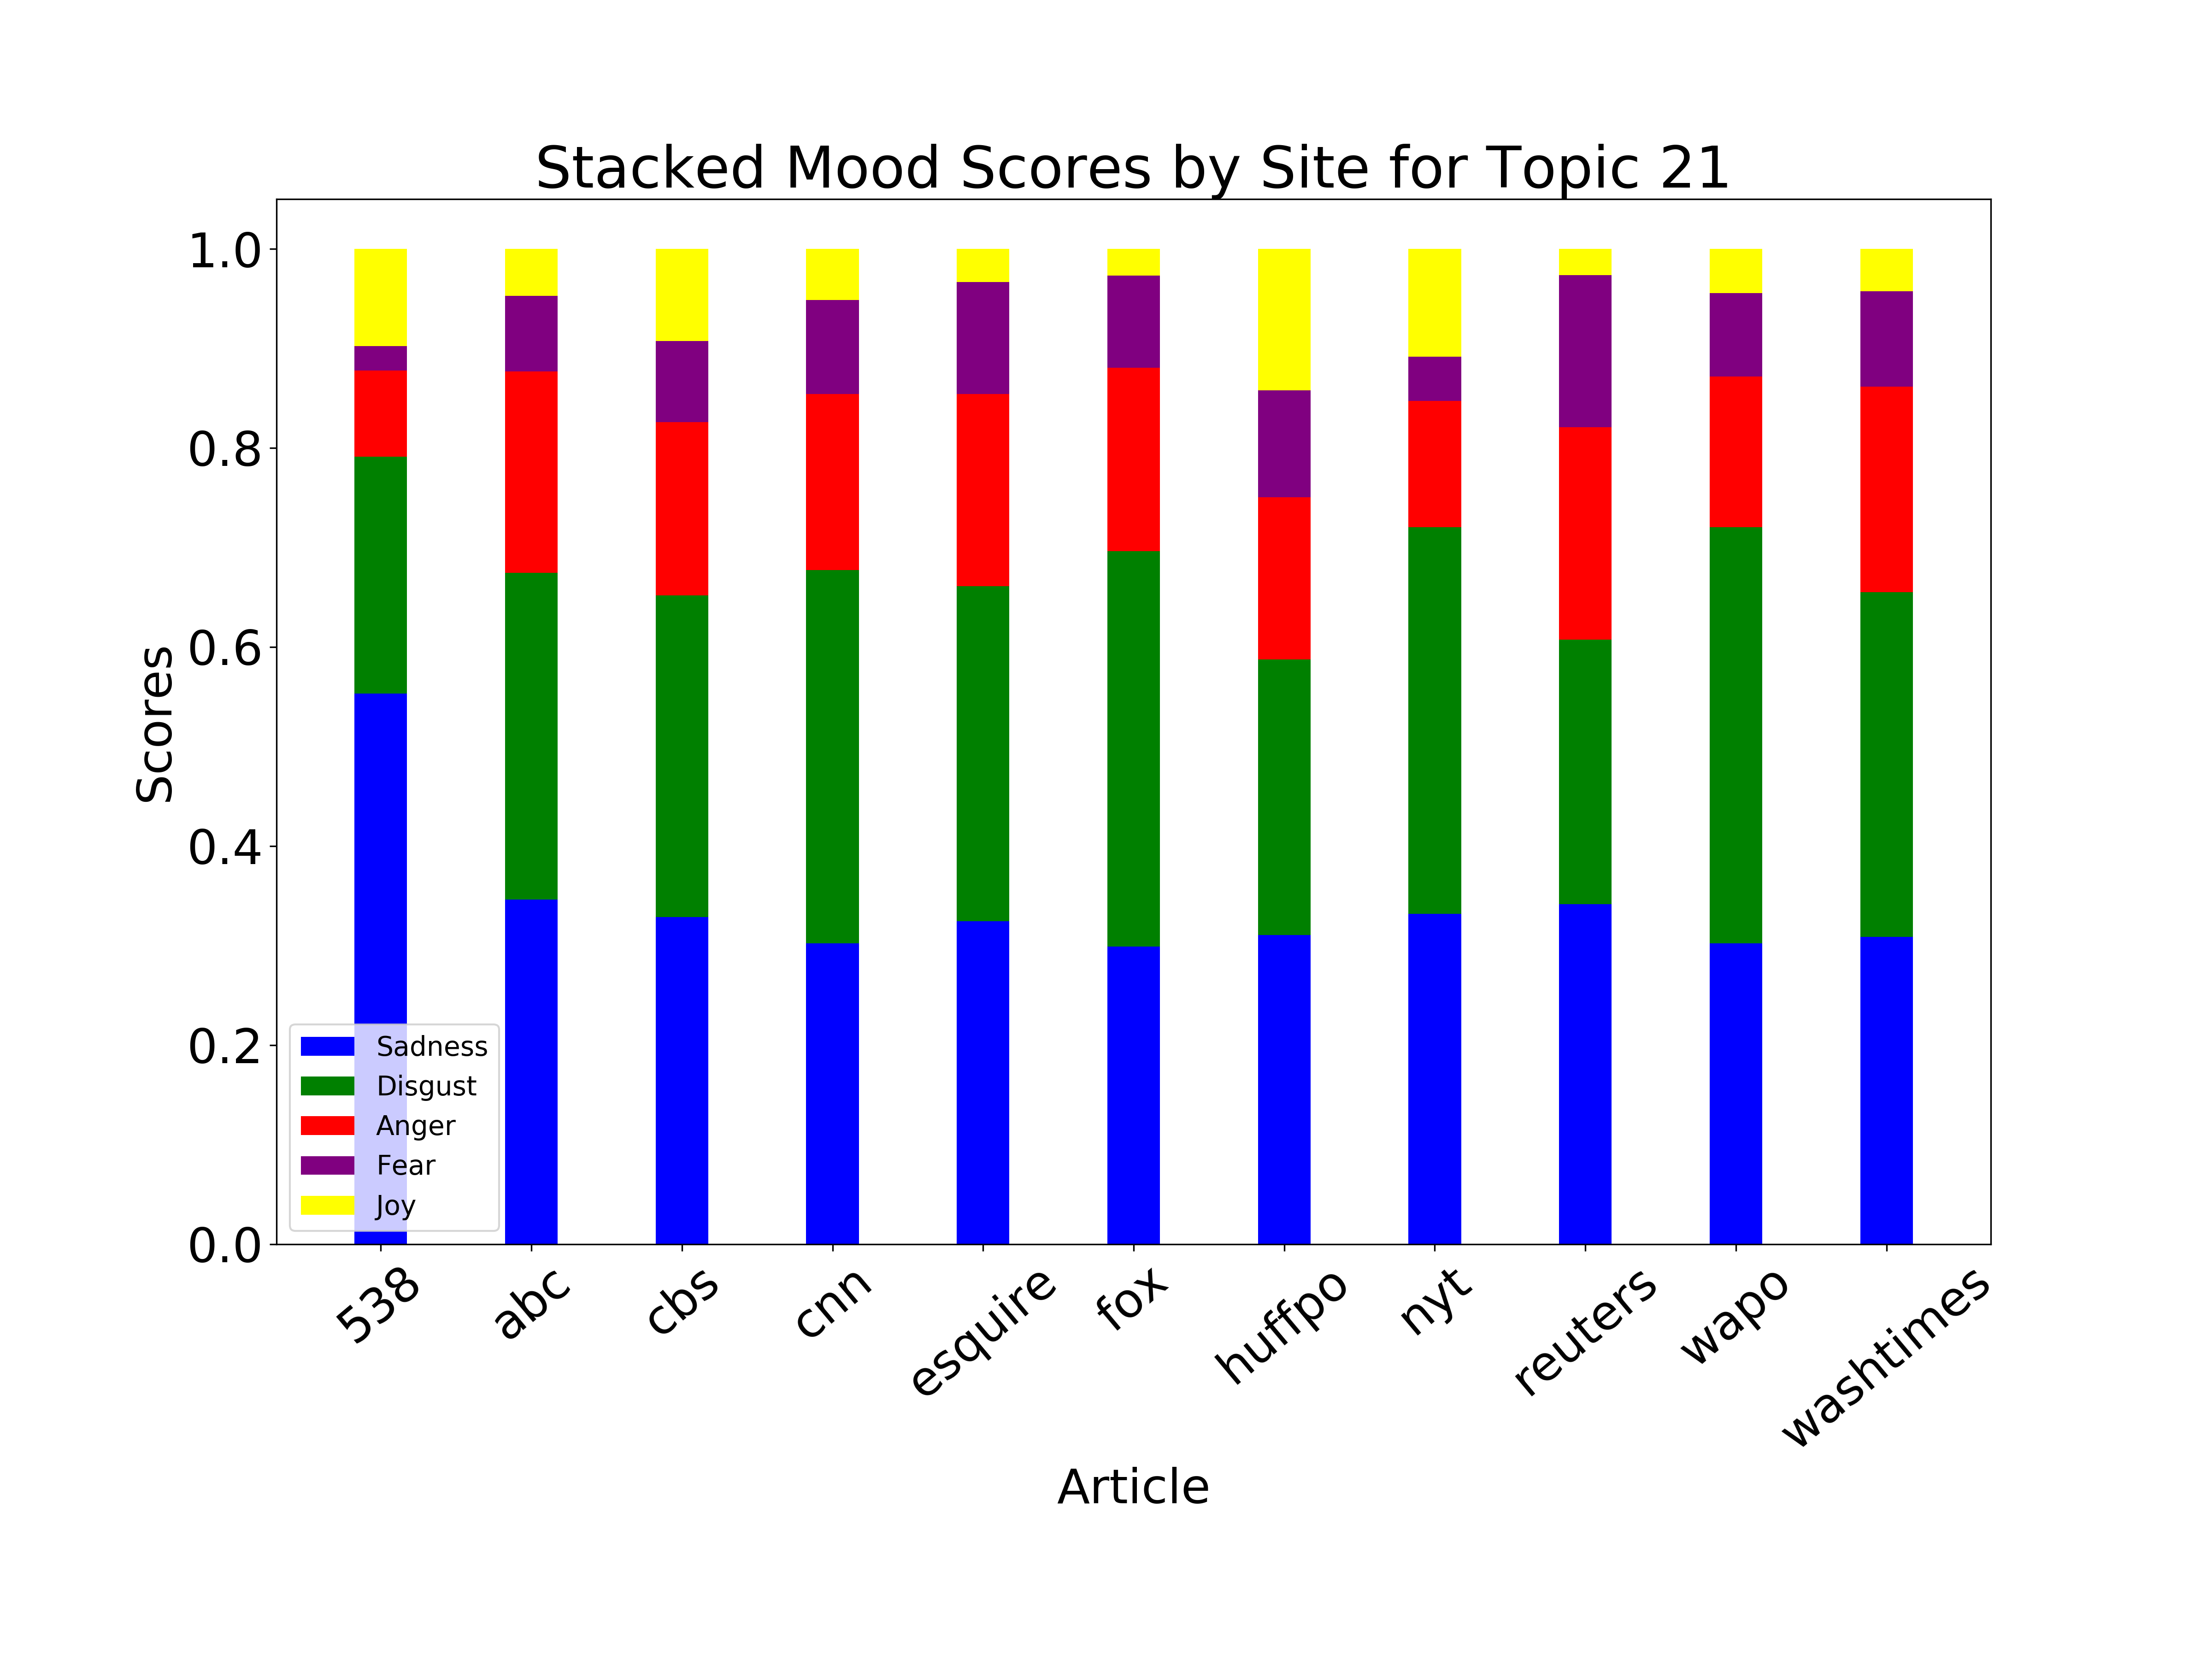 Stacked Mood Scores by Site for Topic 21
1.0
0.8
0.6
0.4
0.2
0.0
Scores
Sadness
Disgust
Anger
Fear
Joy
538
abc
cbs
cnn
esquire
fox
huffpo
nyt
reuters
wapo
washtimes
Article